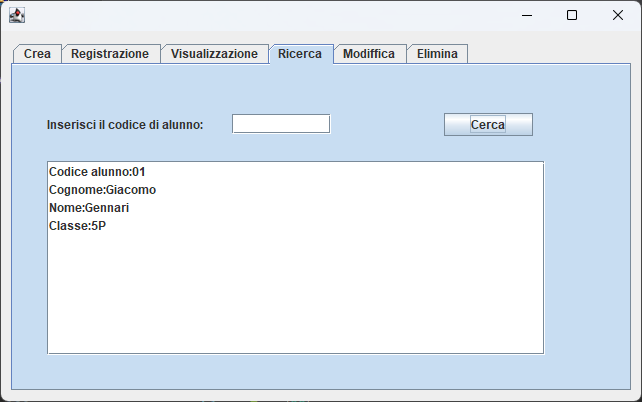 Crea Registrazione Visualizzazione Ricerca Modiffica Elimina
Inserisci il codice di alunno: Cerca
Codice alunno:01
Cognome:Giacomo
Nome:Gennari
Classe:5P